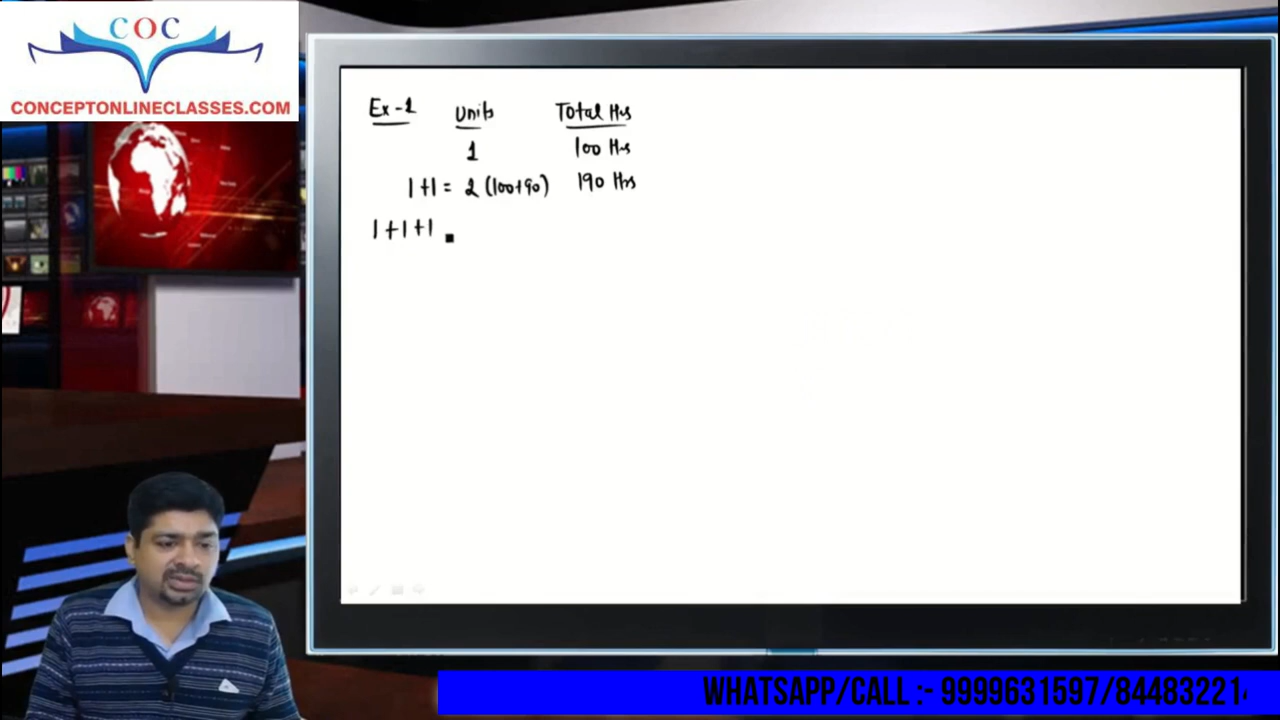 COC
CONCEPTONLINECLASSES.COM
Ex-1 Units Total Hrs
1 100 Hrs
1+1 = 2 (100+90) 190 Hrs
1+1+1
WHATSAPP/CALL :- 9999631597/84483221